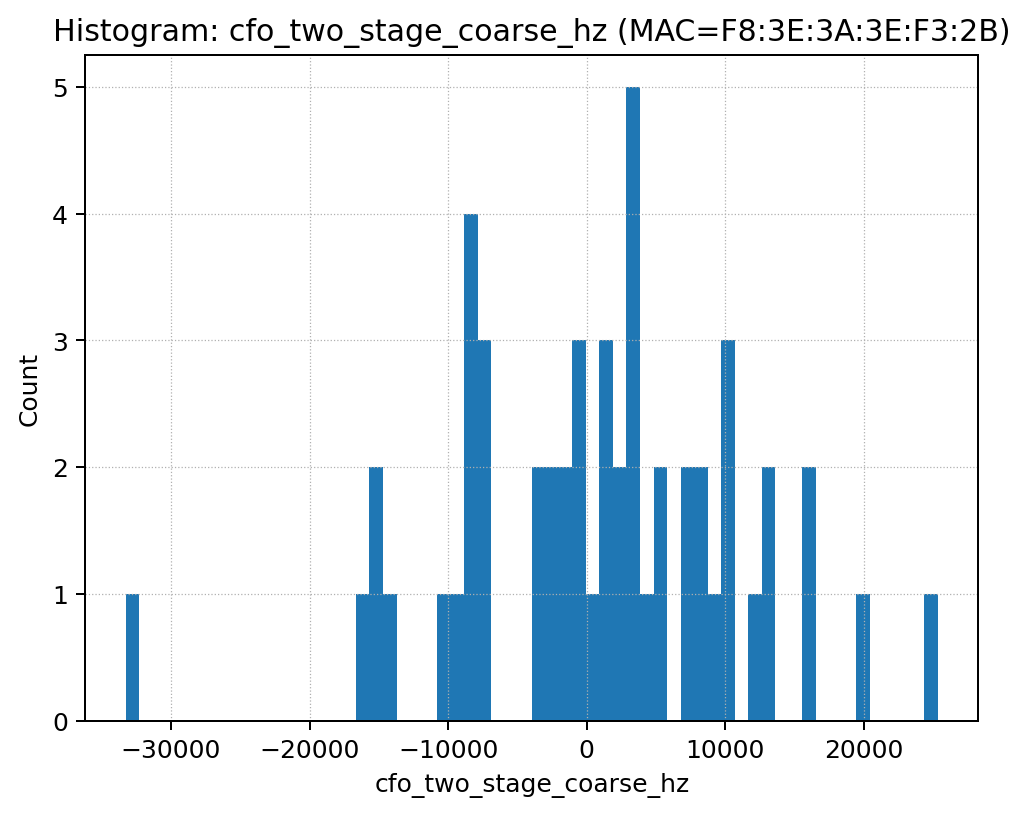 Histogram: cfo_two_stage_coarse_hz (MAC=F8:3E:3A:3E:F3:2B)
5
4
3
2
1
0
Count
−30000 −20000 −10000 0 10000 20000
cfo_two_stage_coarse_hz